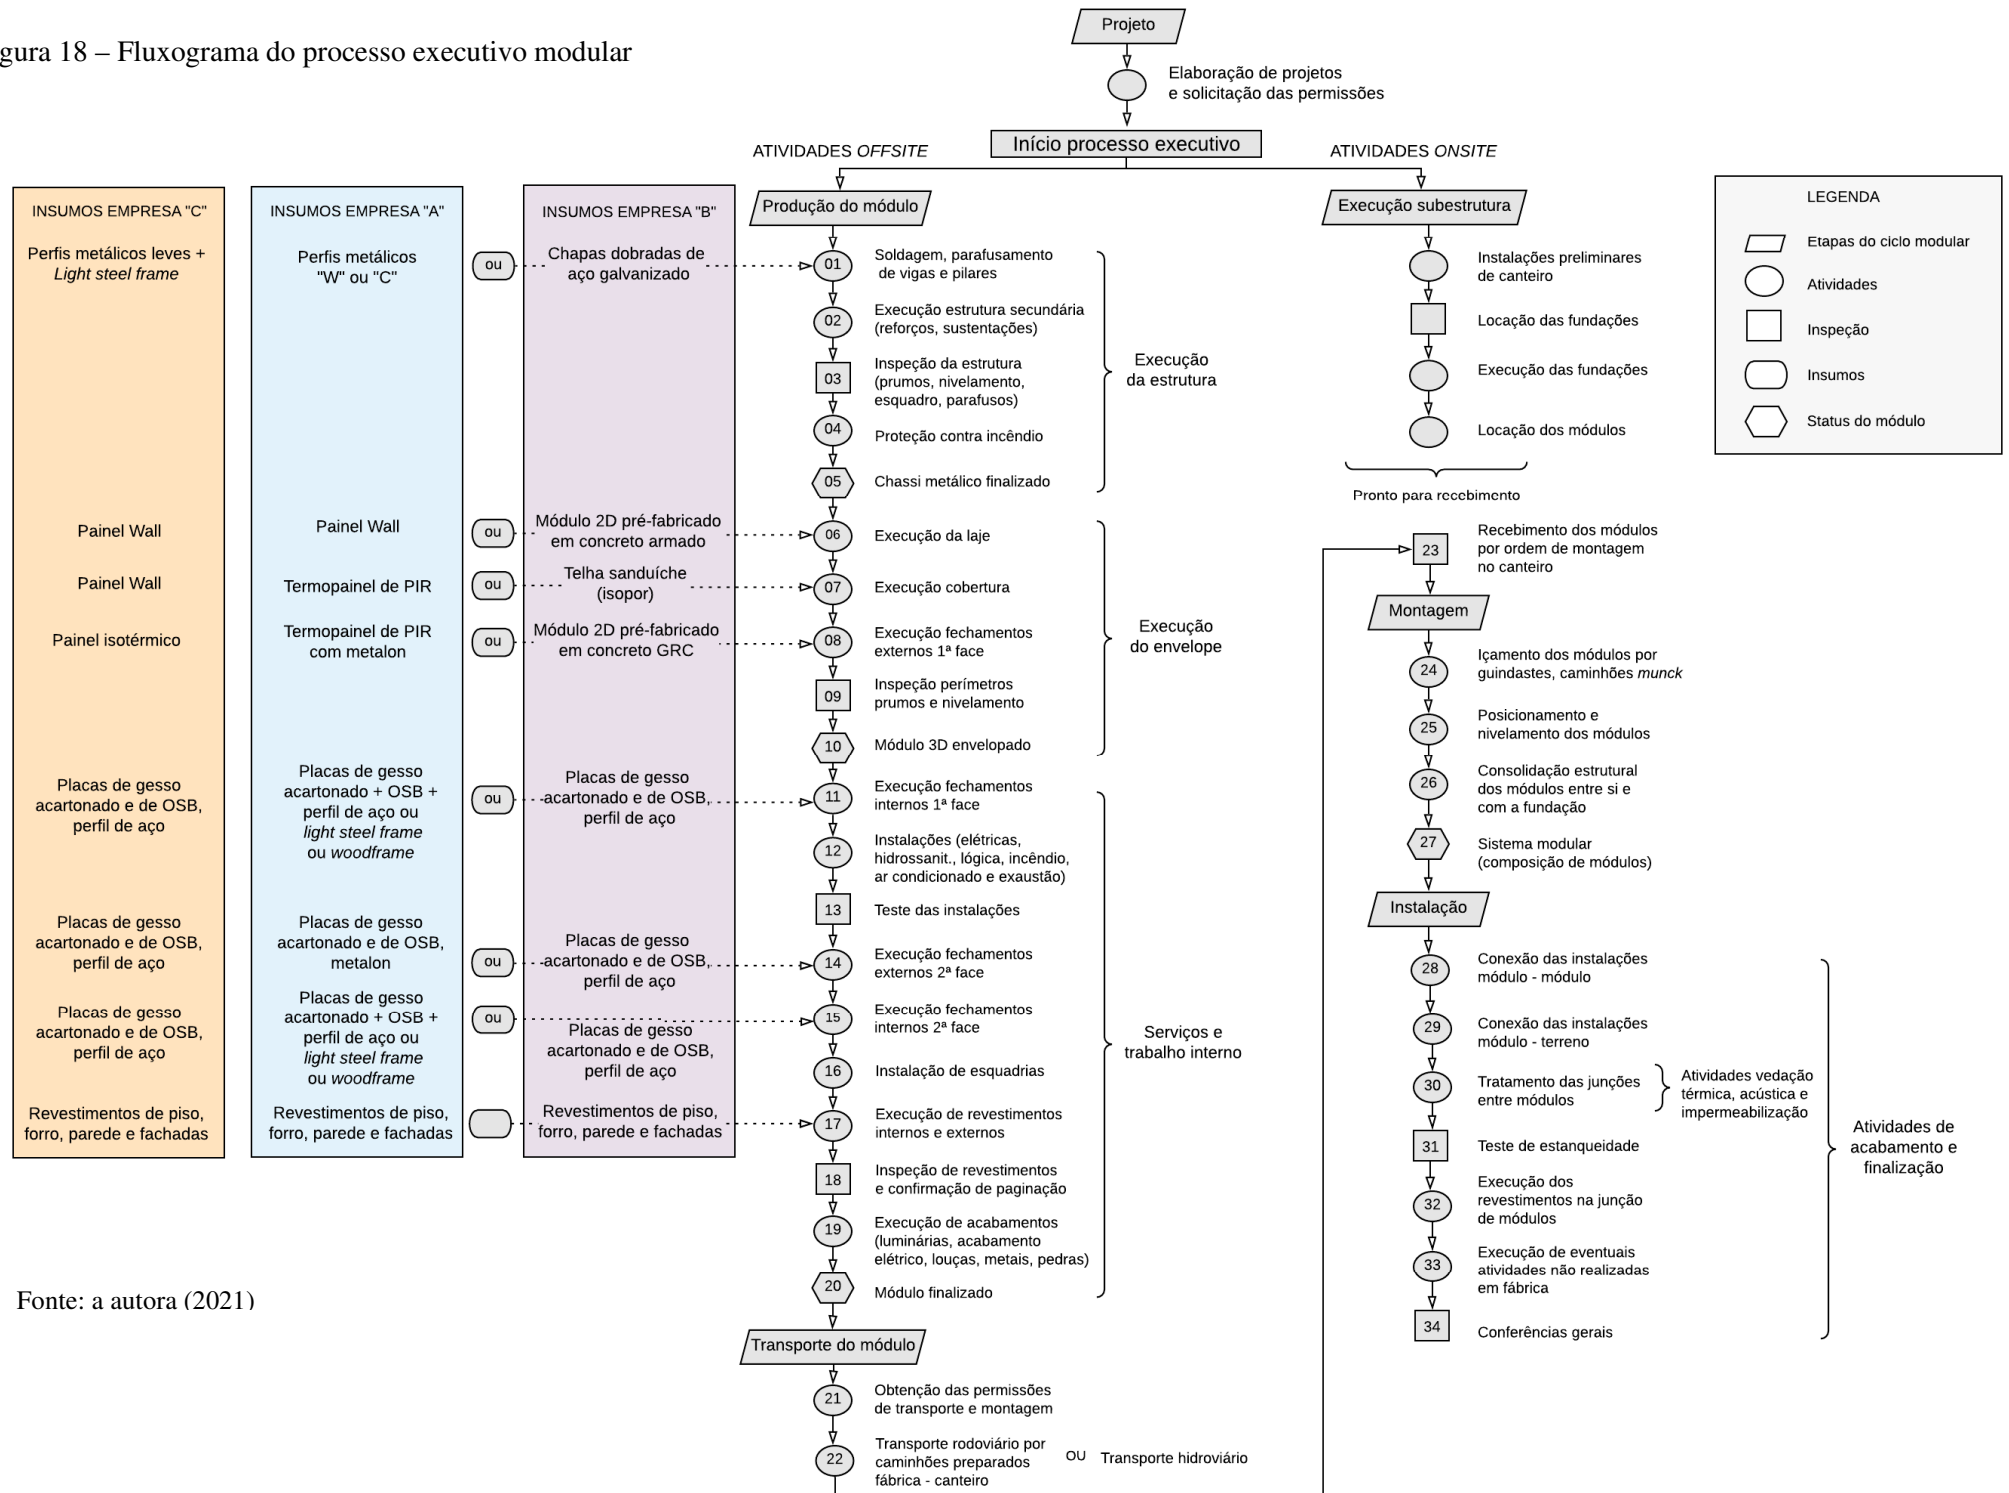 gura 18 – Fluxograma do processo executivo modular
Projeto
Elaboração de projetos
e solicitação das permissões
Início processo executivo
ATIVIDADES OFFSITE
ATIVIDADES ONSITE
INSUMOS EMPRESA "C"
Perfis metálicos leves +
Light steel frame
Painel Wall
Painel Wall
Painel isotérmico
Placas de gesso
acartonado e de OSB,
perfil de aço
Placas de gesso
acartonado e de OSB,
perfil de aço
Placas de gesso
acartonado e de OSB,
perfil de aço
Revestimentos de piso,
forro, parede e fachadas
INSUMOS EMPRESA "A"
Perfis metálicos
"W" ou "C"
Painel Wall
Termopainel de PIR
Termopainel de PIR
com metalon
Placas de gesso
acartonado + OSB +
perfil de aço ou
light steel frame
ou woodframe
Placas de gesso
acartonado e de OSB,
metalon
Placas de gesso
acartonado + OSB +
perfil de aço ou
light steel frame
ou woodframe
Revestimentos de piso,
forro, parede e fachadas
ou
ou
ou
ou
ou
ou
ou
INSUMOS EMPRESA "B"
Chapas dobradas de
aço galvanizado
Módulo 2D pré-fabricado
em concreto armado
Telha sanduíche
(isopor)
Módulo 2D pré-fabricado
em concreto GRC
Placas de gesso
acartonado e de OSB,
perfil de aço
Placas de gesso
acartonado e de OSB,
perfil de aço
Placas de gesso
acartonado e de OSB,
perfil de aço
Revestimentos de piso,
forro, parede e fachadas
Produção do módulo
01
Soldagem, parafusamento
de vigas e pilares
02
Execução estrutura secundária
(reforços, sustentações)
03
Inspeção da estrutura
(prumos, nivelamento,
esquadro, parafusos)
04
Proteção contra incêndio
05
Chassi metálico finalizado
Execução
da estrutura
06
Execução da laje
07
Execução cobertura
08
Execução fechamentos
externos 1ª face
09
Inspeção perímetros
prumos e nivelamento
10
Módulo 3D envelopado
Execução
do envelope
11
Execução fechamentos
internos 1ª face
12
Instalações (elétricas,
hidrossanit., lógica, incêndio,
ar condicionado e exaustão)
13
Teste das instalações
14
Execução fechamentos
externos 2ª face
15
Execução fechamentos
internos 2ª face
16
Instalação de esquadrias
17
Execução de revestimentos
internos e externos
18
Inspeção de revestimentos
e confirmação de paginação
19
Execução de acabamentos
(luminárias, acabamento
elétrico, louças, metais, pedras)
20
Módulo finalizado
Serviços e
trabalho interno
Transporte do módulo
21
Obtenção das permissões
de transporte e montagem
22
Transporte rodoviário por
caminhões preparados
fábrica - canteiro
OU
Transporte hidroviário
Execução subestrutura
Instalações preliminares
de canteiro
Locação das fundações
Execução das fundações
Locação dos módulos
Pronto para recebimento
23
Recebimento dos módulos
por ordem de montagem
no canteiro
Montagem
24
Içamento dos módulos por
guindastes, caminhões munck
25
Posicionamento e
nivelamento dos módulos
26
Consolidação estrutural
dos módulos entre si e
com a fundação
27
Sistema modular
(composição de módulos)
Instalação
28
Conexão das instalações
módulo - módulo
29
Conexão das instalações
módulo - terreno
30
Tratamento das junções
entre módulos
Atividades vedação
térmica, acústica e
impermeabilização
31
Teste de estanqueidade
32
Execução dos
revestimentos na junção
de módulos
33
Execução de eventuais
atividades não realizadas
em fábrica
34
Conferências gerais
Atividades de
acabamento e
finalização
LEGENDA
Etapas do ciclo modular
Atividades
Inspeção
Insumos
Status do módulo
Fonte: a autora (2021)